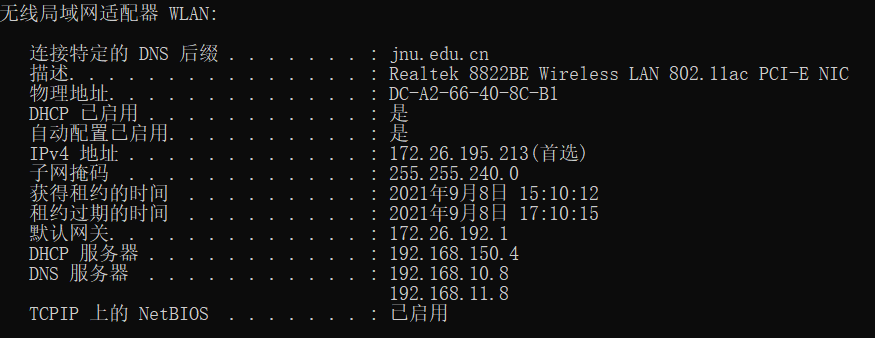 无线局域网适配器 WLAN:
连接特定的 DNS 后缀 . . . . . . . : jnu.edu.cn
描述. . . . . . . . . . . . . . . : Realtek 8822BE Wireless LAN 802.11ac PCI-E NIC
物理地址. . . . . . . . . . . . . : DC-A2-66-40-8C-B1
DHCP 已启用 . . . . . . . . . . . : 是
自动配置已启用. . . . . . . . . . : 是
IPv4 地址 . . . . . . . . . . . . : 172.26.195.213(首选)
子网掩码 . . . . . . . . . . . . : 255.255.240.0
获得租约的时间 . . . . . . . . . : 2021年9月8日 15:10:12
租约过期的时间 . . . . . . . . . : 2021年9月8日 17:10:15
默认网关. . . . . . . . . . . . . : 172.26.192.1
DHCP 服务器 . . . . . . . . . . . : 192.168.150.4
DNS 服务器 . . . . . . . . . . . : 192.168.10.8
192.168.11.8
TCPIP 上的 NetBIOS . . . . . . . : 已启用